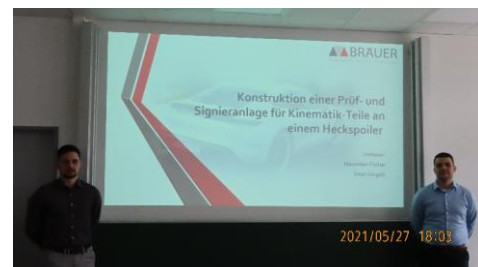 BRÄUER
Konstruktion einer Prüf- und
Signieranlage für Kinematik-Teile an
einem Heckspoiler
2021/05/27 18:03